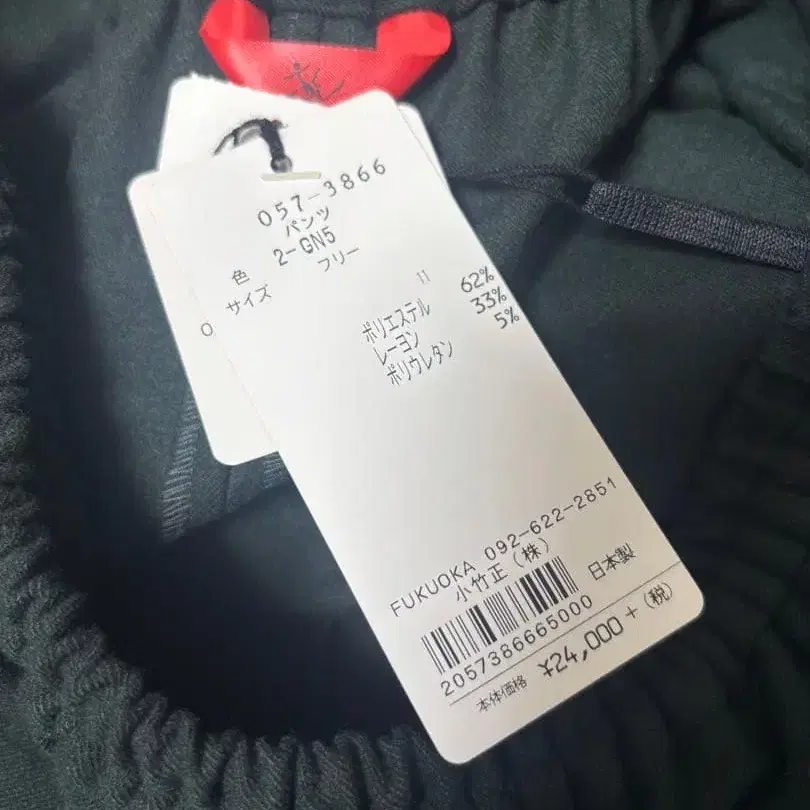 057-3866
パンツ
色 2-GN5
サイズ フリー
O 11
ポリエステル 62%
レーヨン 33%
ポリウレタン 5%
FUKUOKA 092-622-2851
小竹正(株)
日本製
2057386665000
本体価格 ¥24,000+(税)